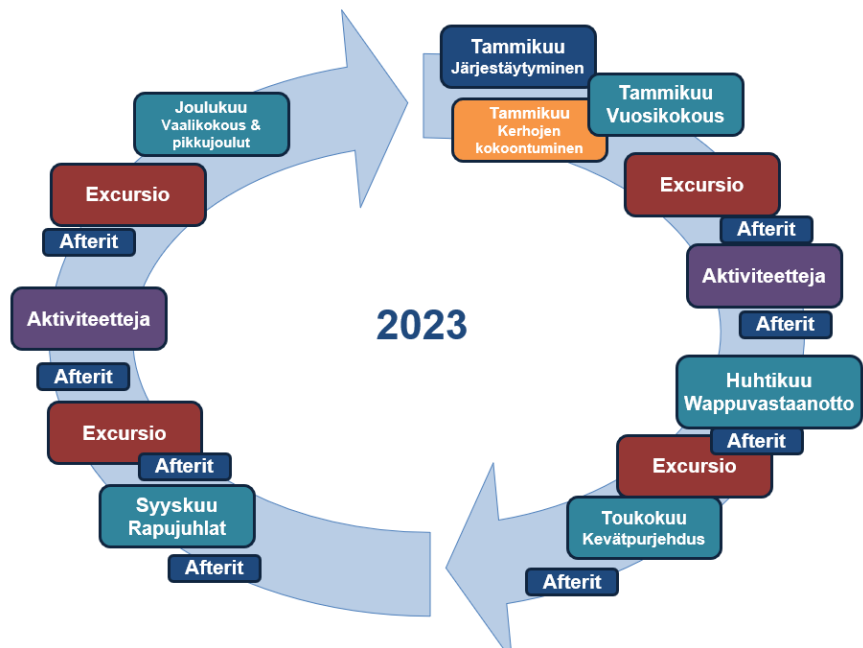 Tammikuu
Järjestäytyminen
Tammikuu
Kerhojen
kokoontuminen
Tammikuu
Vuosikokous
Excursio
Afterit
Aktiviteetteja
Afterit
Huhtikuu
Wappuvastaanotto
Afterit
Excursio
Toukokuu
Kevätpurjehdus
Afterit
Afterit
Syyskuu
Rapujuhlat
Afterit
Excursio
Afterit
Aktiviteetteja
Afterit
Excursio
Joulukuu
Vaalikokous &
pikkujoulut
2023